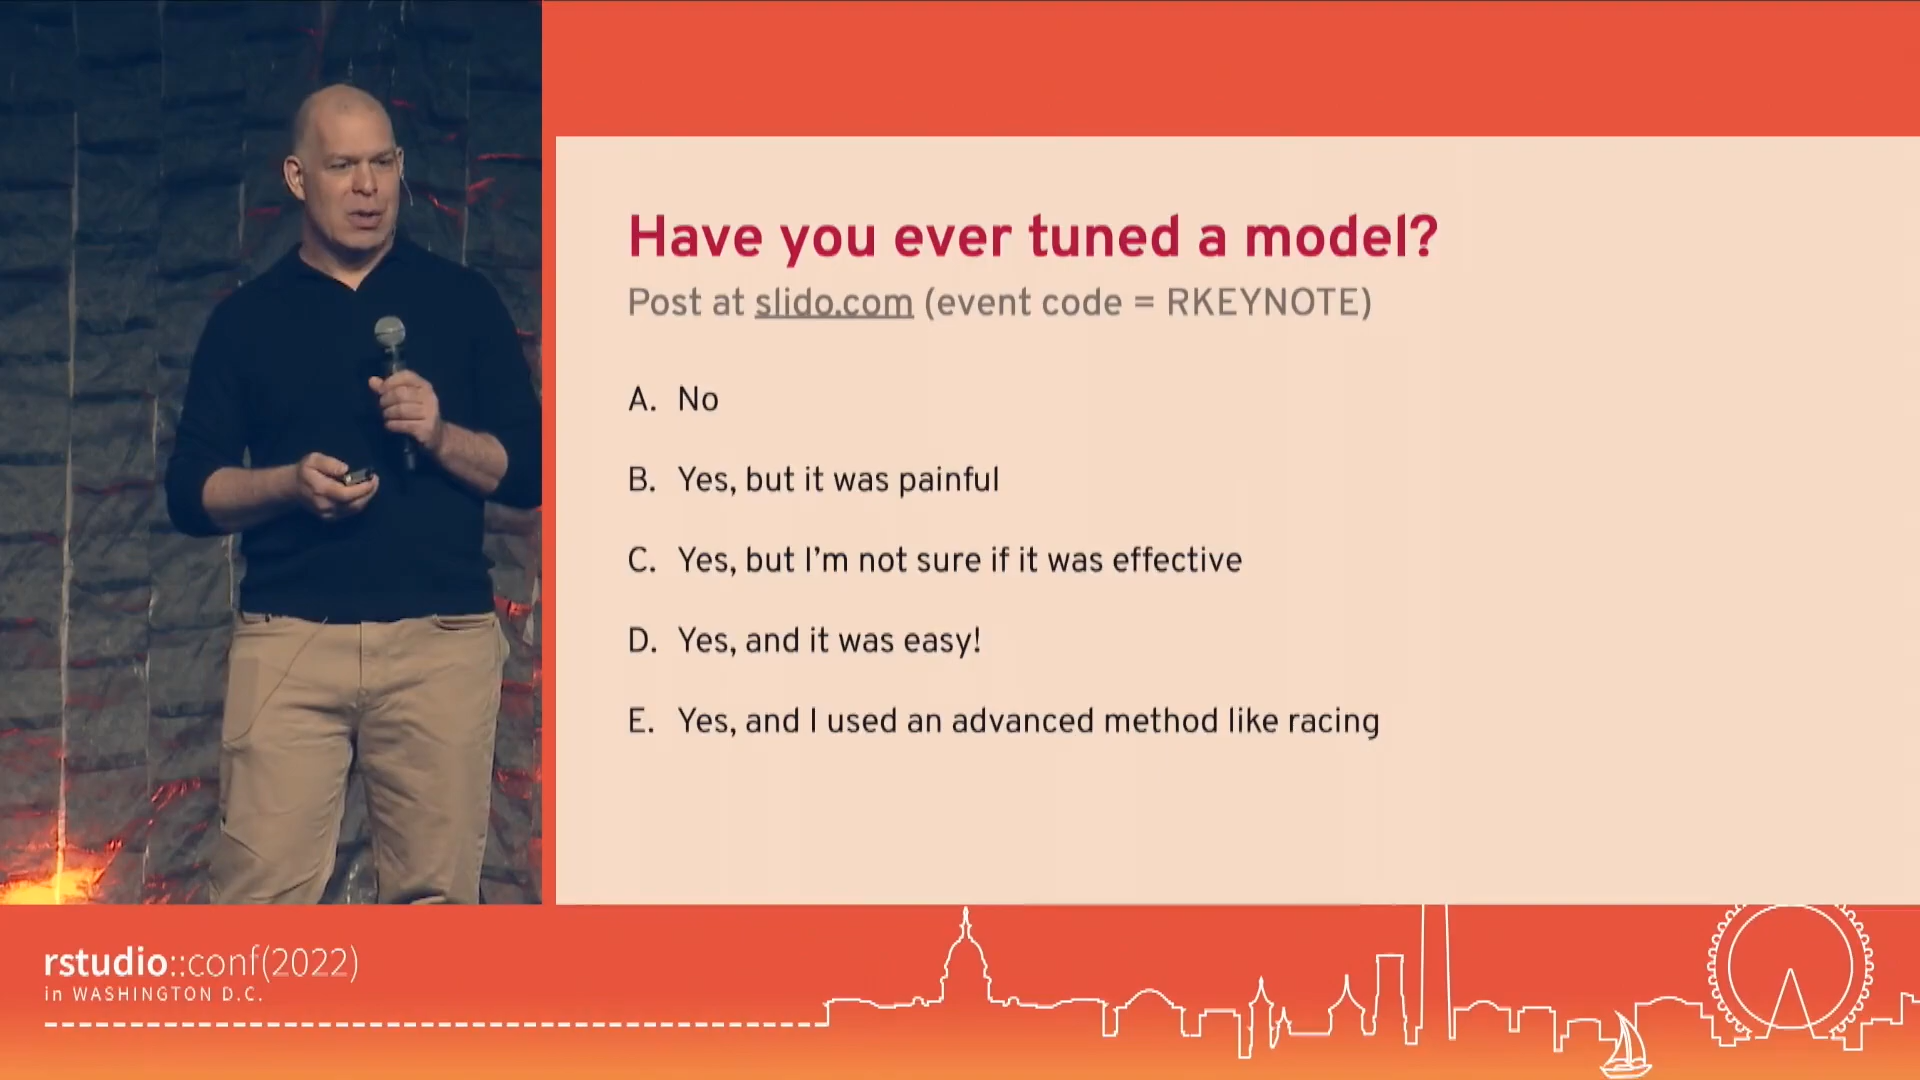 Have you ever tuned a model?
Post at slido.com (event code = RKEYNOTE)
A. No
B. Yes, but it was painful
C. Yes, but I'm not sure if it was effective
D. Yes, and it was easy!
E. Yes, and I used an advanced method like racing
rstudio::conf(2022)
in WASHINGTON D.C.